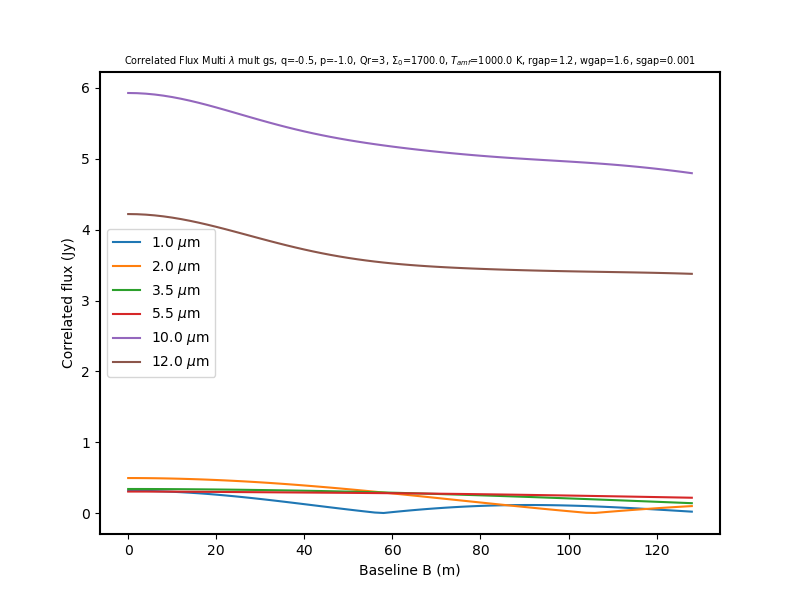 Correlated Flux Multi λ mult gs, q=-0.5, p=-1.0, Qr=3, Σ₀=1700.0, Tₐₘₗ=1000.0 K, rgap=1.2, wgap=1.6, sgap=0.001
6
5
4
3
2
1
0
Correlated flux (Jy)
1.0 μm
2.0 μm
3.5 μm
5.5 μm
10.0 μm
12.0 μm
0 20 40 60 80 100 120
Baseline B (m)